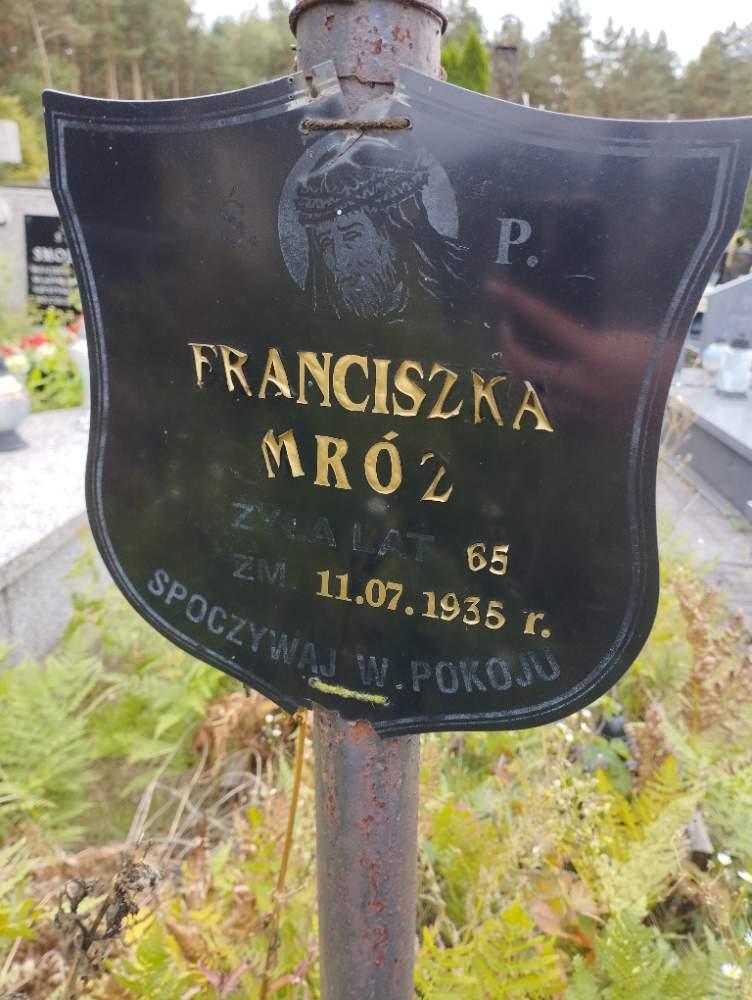 Ś. P.
FRANCISZKA
MRÓZ
ŻYŁA LAT 65
ZM. 11.07.1935 r.
SPOCZYWAJ W. POKOJU